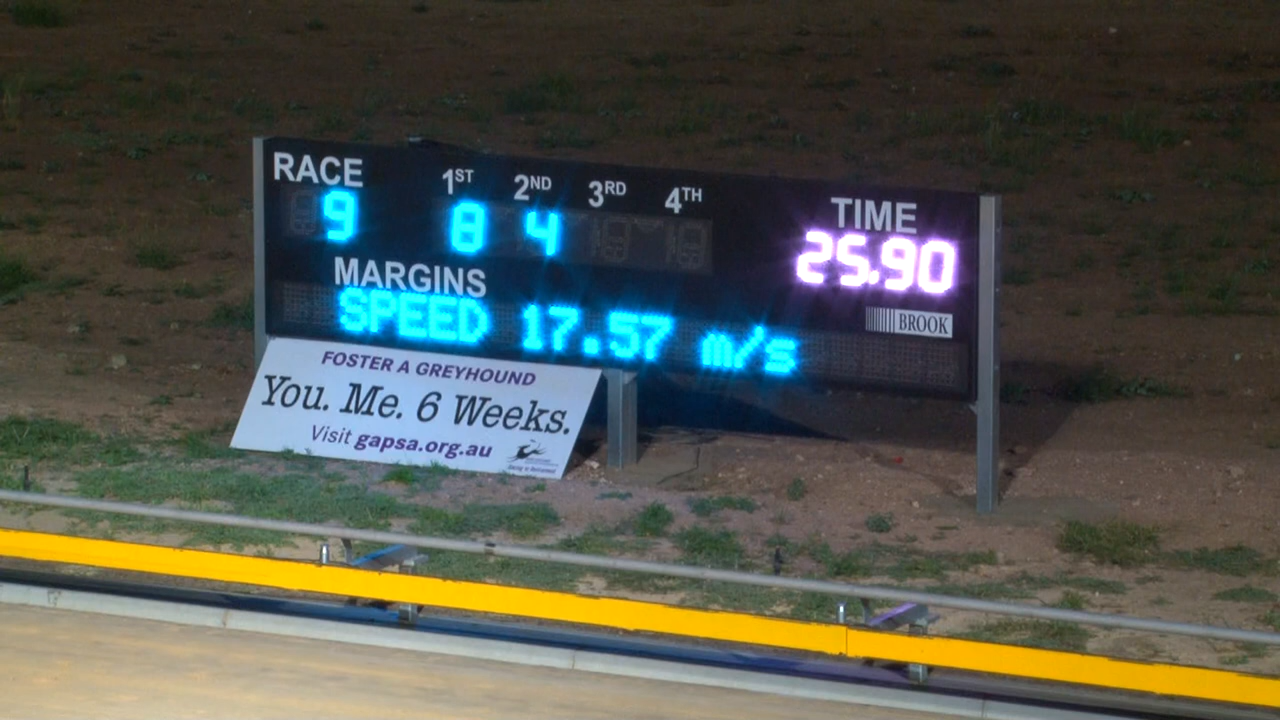 RACE 1ST 2ND 3RD 4TH TIME
9 8 4 25.90
MARGINS
SPEED 17.57 m/s
BROOK
FOSTER A GREYHOUND
You. Me. 6 Weeks.
Visit gapsa.org.au